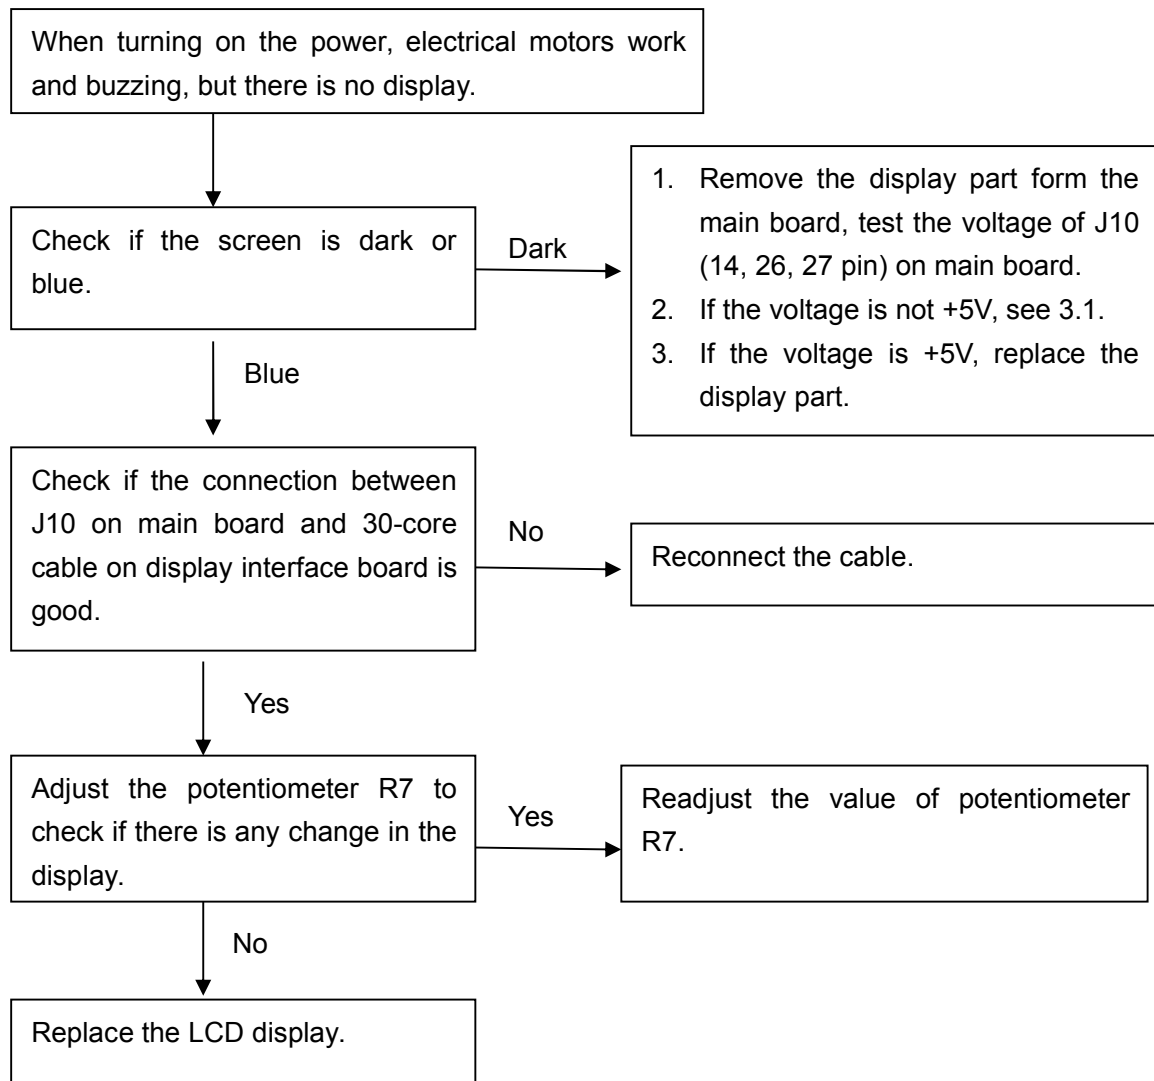 When turning on the power, electrical motors work
and buzzing, but there is no display.
Check if the screen is dark or
blue.
Dark
1. Remove the display part form the
main board, test the voltage of J10
(14, 26, 27 pin) on main board.
2. If the voltage is not +5V, see 3.1.
3. If the voltage is +5V, replace the
display part.
Blue
Check if the connection between
J10 on main board and 30-core
cable on display interface board is
good.
No
Reconnect the cable.
Yes
Adjust the potentiometer R7 to
check if there is any change in the
display.
Yes
Readjust the value of potentiometer
R7.
No
Replace the LCD display.